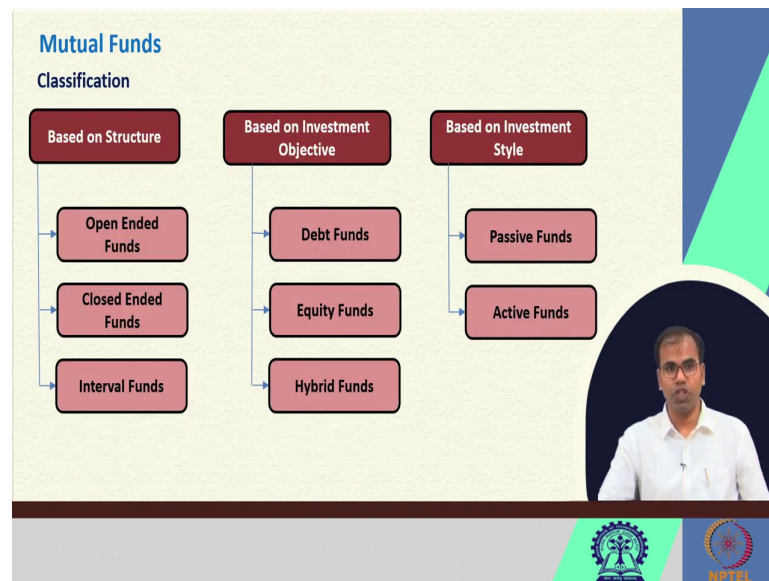 Mutual Funds
Classification
Based on Structure
Open Ended
Funds
Closed Ended
Funds
Interval Funds
Based on Investment
Objective
Debt Funds
Equity Funds
Hybrid Funds
Based on Investment
Style
Passive Funds
Active Funds
NPTEL